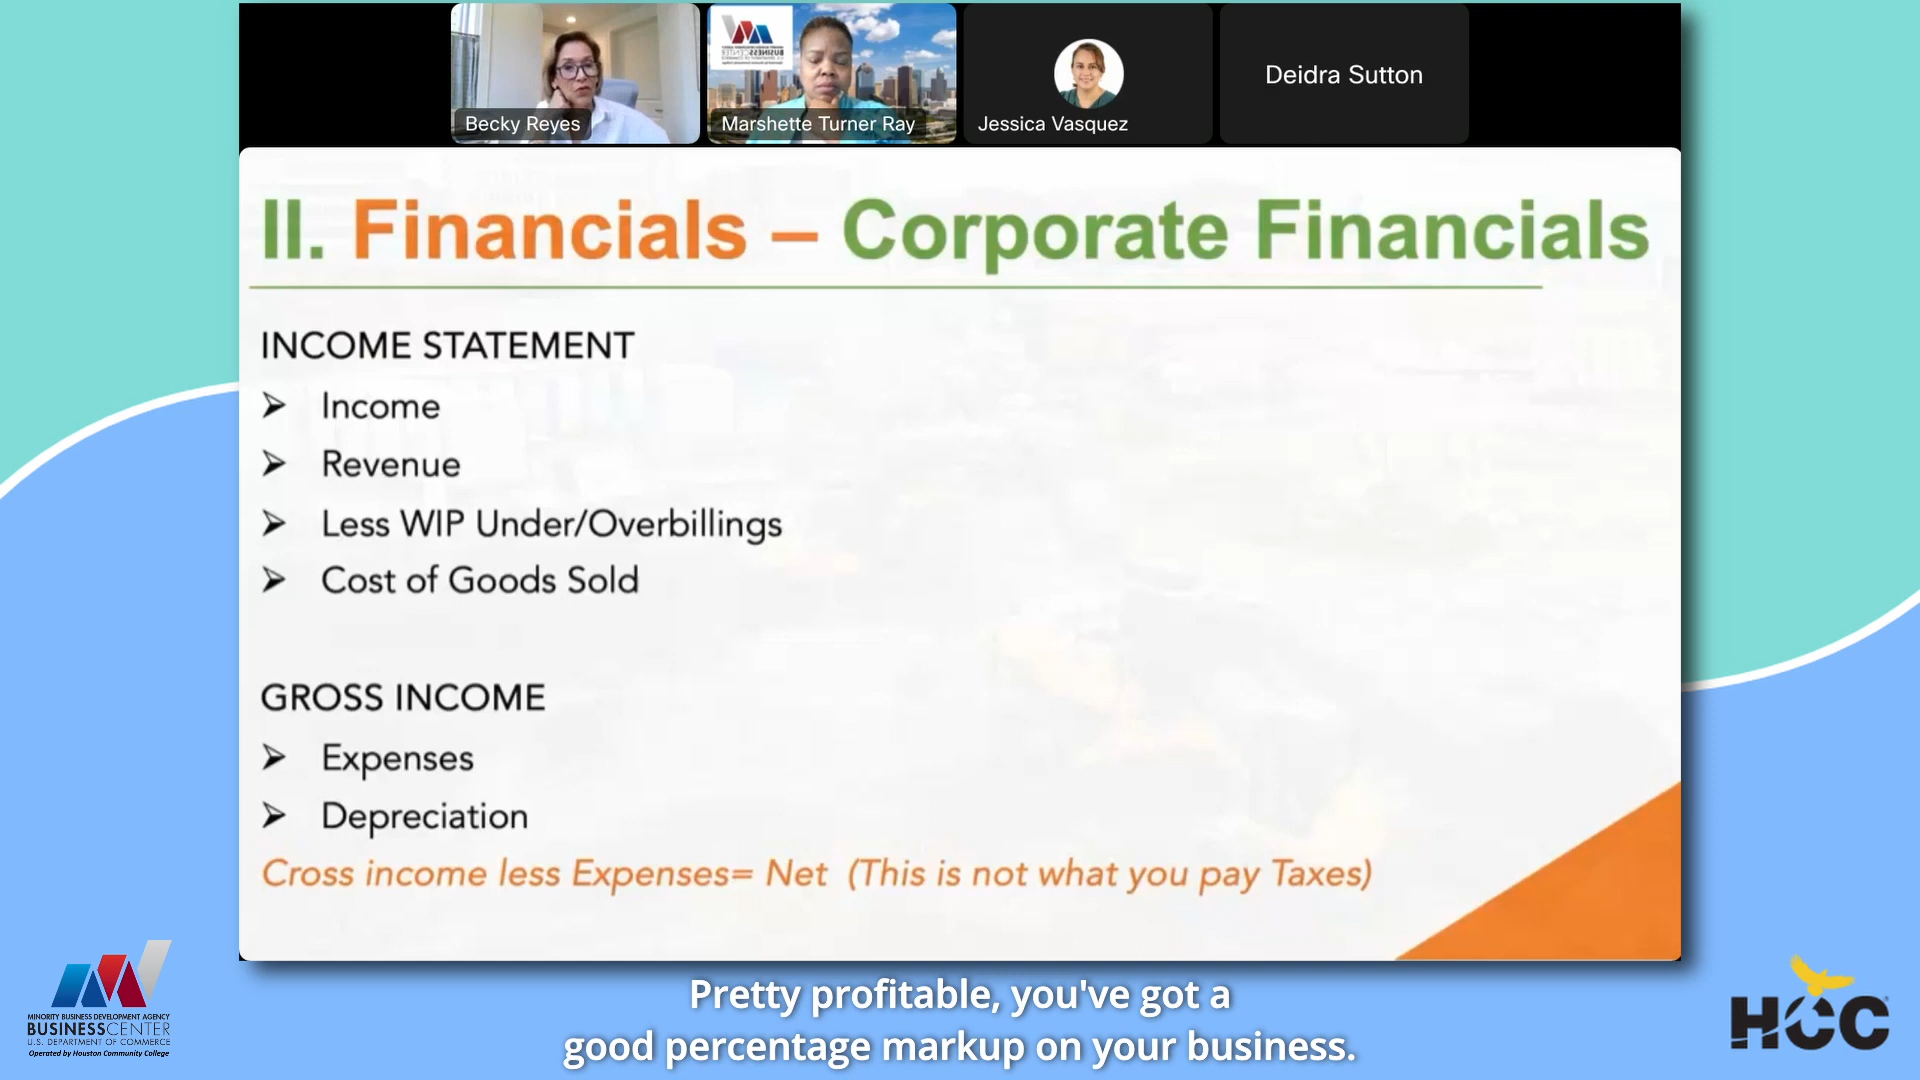 Becky Reyes
Marshette Turner Ray
Jessica Vasquez
Deidra Sutton
II. Financials – Corporate Financials
INCOME STATEMENT
➢ Income
➢ Revenue
➢ Less WIP Under/Overbillings
➢ Cost of Goods Sold
GROSS INCOME
➢ Expenses
➢ Depreciation
Cross income less Expenses= Net (This is not what you pay Taxes)
Pretty profitable, you've got a
good percentage markup on your business.
MINORITY BUSINESS DEVELOPMENT AGENCY
BUSINESSCENTER
U.S. DEPARTMENT OF COMMERCE
Operated by Houston Community College
HCC